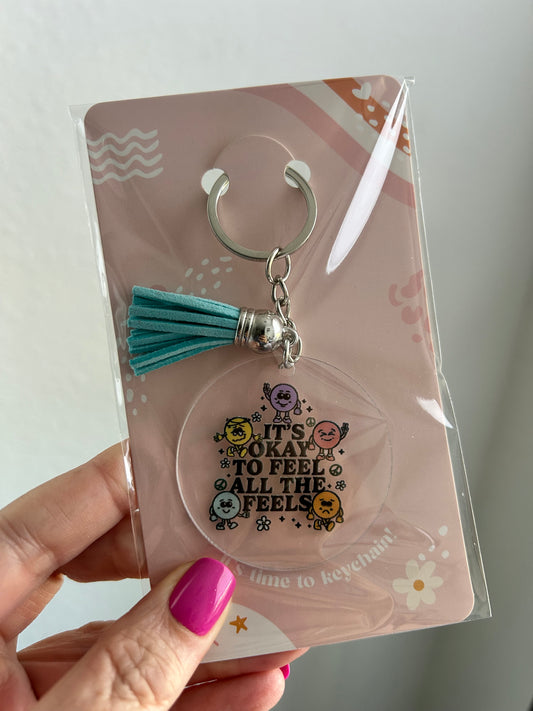 IT'S
OKAY
TO FEEL
ALL THE
FEELS
time to keychain!